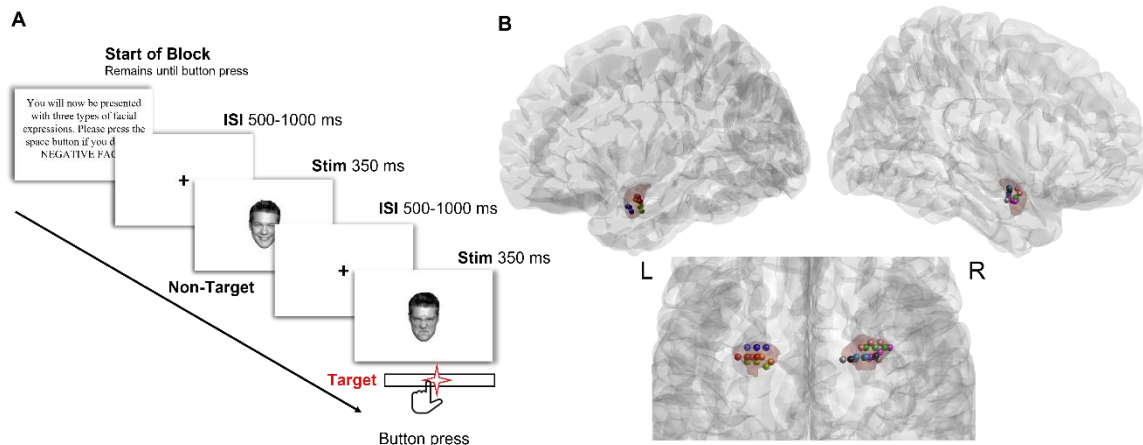 A
Start of Block
Remains until button press
You will now be presented
with three types of facial
expressions. Please press the
space button if you
NEGATIVE
ISI 500-1000 ms
+
Stim 350 ms
ISI 500-1000 ms
+
Stim 350 ms
Non-Target
Target
Button press
B
L
R